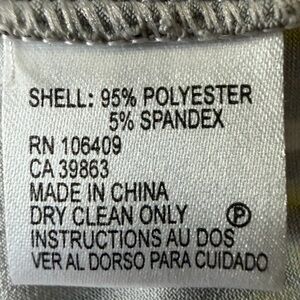 SHELL: 95% POLYESTER
5% SPANDEX
RN 106409
CA 39863
MADE IN CHINA
DRY CLEAN ONLY Ⓟ
INSTRUCTIONS AU DOS
VER AL DORSO PARA CUIDADO